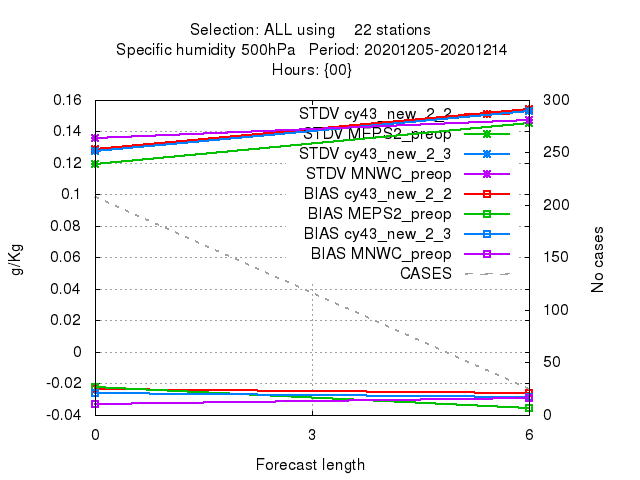 Selection: ALL using    22 stations
Specific humidity 500hPa   Period: 20201205-20201214
Hours: {00}
0.16
0.14
0.12
0.1
0.08
0.06
0.04
0.02
0
-0.02
-0.04
g/Kg
STDV cy43_new_2_2
STDV MEPS2_preop
STDV cy43_new_2_3
STDV MNWC_preop
BIAS cy43_new_2_2
BIAS MEPS2_preop
BIAS cy43_new_2_3
BIAS MNWC_preop
CASES
300
250
200
150
100
50
0
No cases
0 3 6
Forecast length